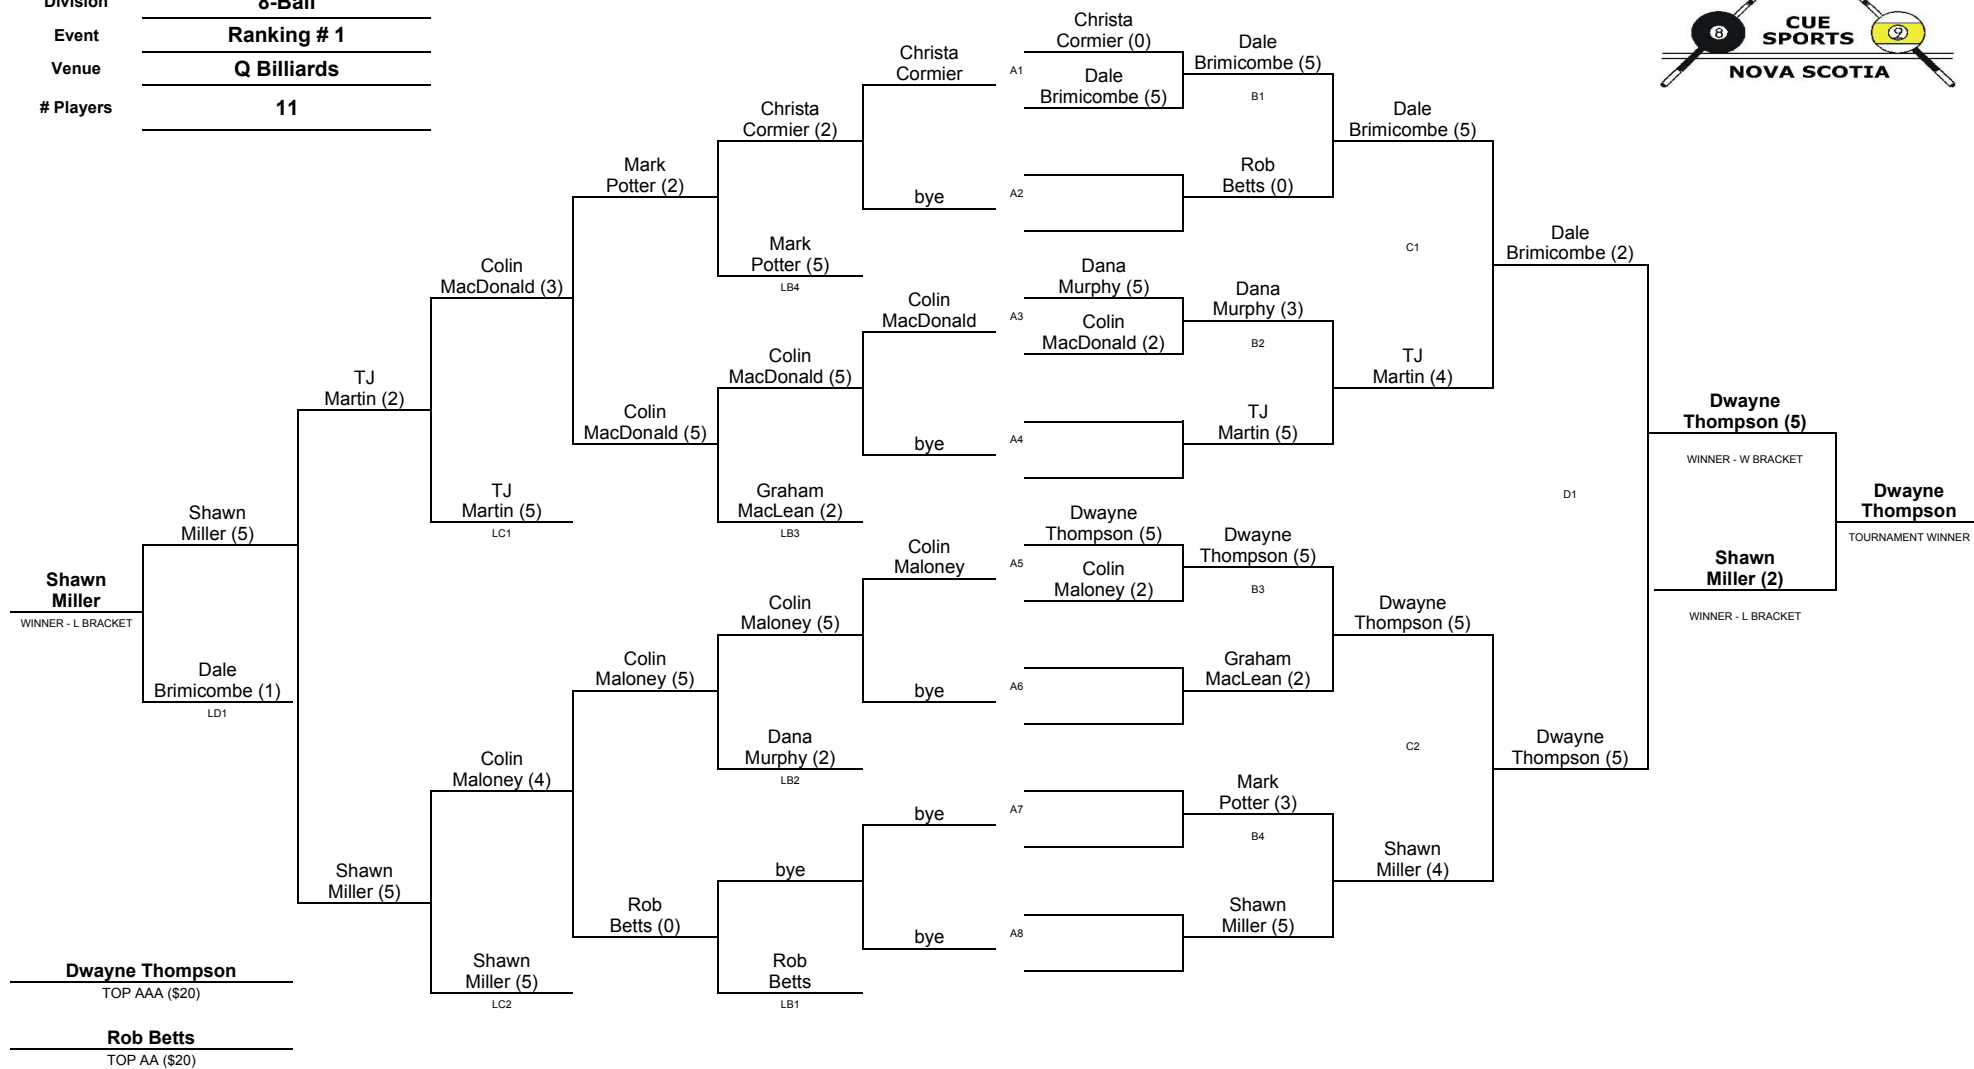 Division 8-Ball
Event Ranking # 1
Venue Q Billiards
# Players 11
8
CUE
SPORTS
9
NOVA SCOTIA
Shawn
Miller
WINNER - L BRACKET
Shawn
Miller (5)
Dale
Brimicombe (1)
LD1
TJ
Martin (2)
Shawn
Miller (5)
Colin
MacDonald (3)
TJ
Martin (5)
LC1
Colin
Maloney (4)
Shawn
Miller (5)
LC2
Mark
Potter (2)
Colin
MacDonald (5)
Colin
Maloney (5)
Rob
Betts (0)
Christa
Cormier (2)
Mark
Potter (5)
LB4
Colin
MacDonald (5)
Graham
MacLean (2)
LB3
Colin
Maloney (5)
Dana
Murphy (2)
LB2
bye
Rob
Betts
LB1
Christa
Cormier
bye
Colin
MacDonald
bye
Colin
Maloney
bye
bye
bye
A1
A2
A3
A4
A5
A6
A7
A8
Christa
Cormier (0)
Dale
Brimicombe (5)
Dana
Murphy (5)
Colin
MacDonald (2)
Dwayne
Thompson (5)
Colin
Maloney (2)
Dale
Brimicombe (5)
B1
Rob
Betts (0)
Dana
Murphy (3)
B2
TJ
Martin (5)
Dwayne
Thompson (5)
B3
Graham
MacLean (2)
Mark
Potter (3)
B4
Shawn
Miller (5)
Dale
Brimicombe (5)
C1
TJ
Martin (4)
Dwayne
Thompson (5)
C2
Shawn
Miller (4)
Dale
Brimicombe (2)
D1
Dwayne
Thompson (5)
Dwayne
Thompson (5)
WINNER - W BRACKET
Shawn
Miller (2)
WINNER - L BRACKET
Dwayne
Thompson
TOURNAMENT WINNER
Dwayne Thompson
TOP AAA ($20)
Rob Betts
TOP AA ($20)